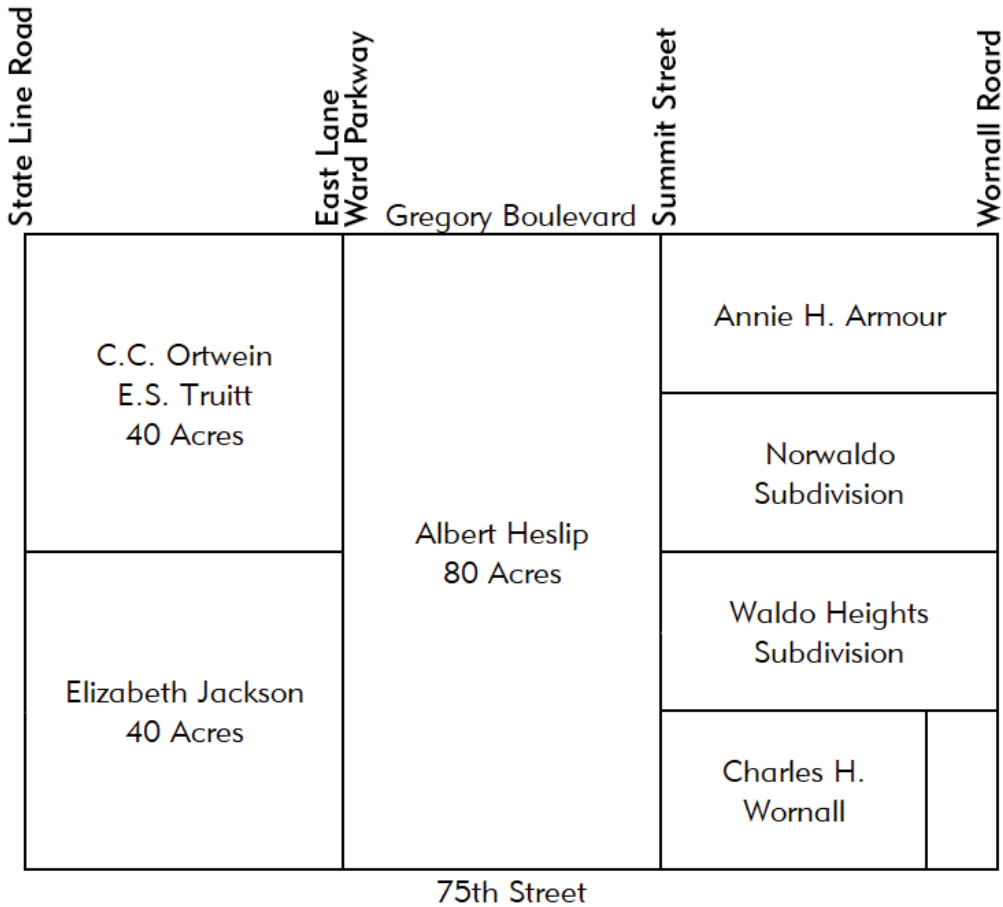 State Line Road
East Lane
Ward Parkway
Summit Street
Wornall Roard
Gregory Boulevard
C.C. Ortwein
E.S. Truitt
40 Acres
Elizabeth Jackson
40 Acres
Albert Heslip
80 Acres
Annie H. Armour
Norwaldo
Subdivision
Waldo Heights
Subdivision
Charles H.
Wornall
75th Street